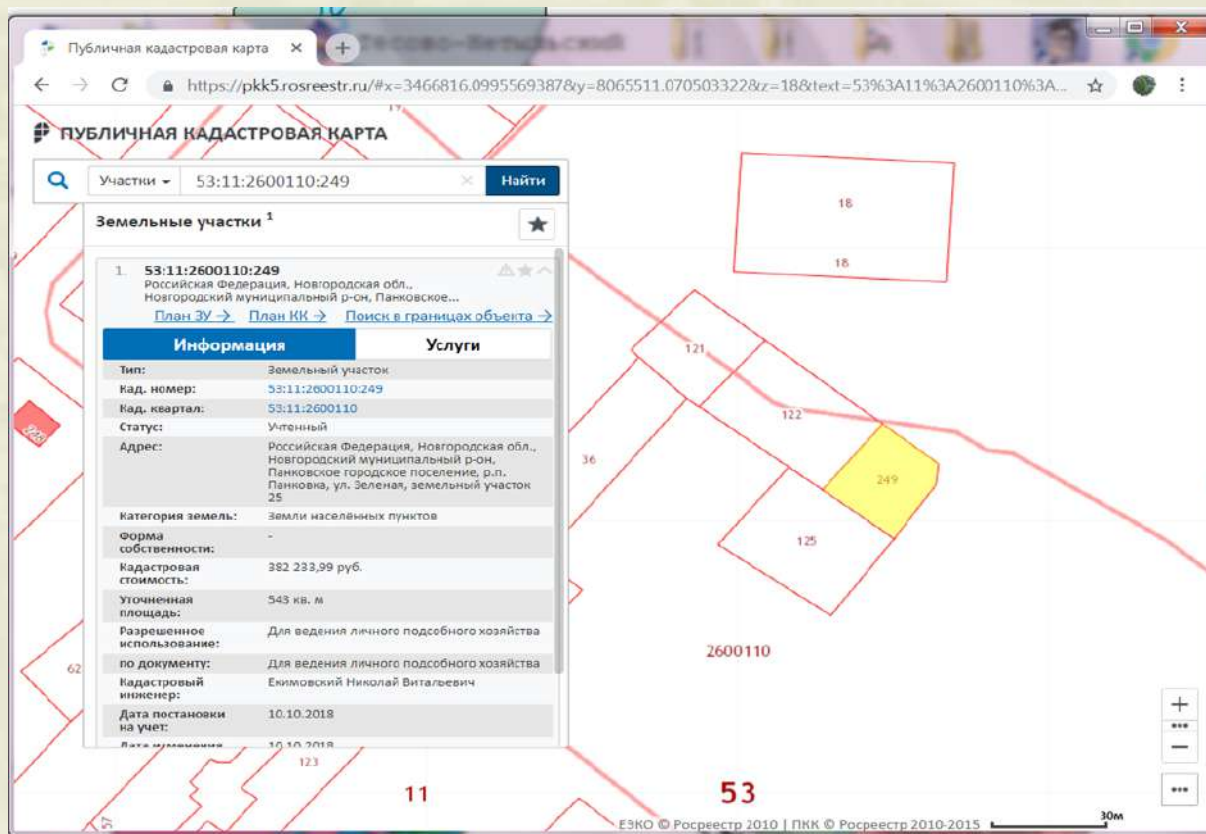 Публичная кадастровая карта
https://pkk5.rosreestr.ru/#x=3466816.0995569387&y=8065511.070503322&z=18&text=53%3A11%3A2600110%3A...
ПУБЛИЧНАЯ КАДАСТРОВАЯ КАРТА
Участки 53:11:2600110:249 Найти
Земельные участки 1
1. 53:11:2600110:249
Российская Федерация, Новгородская обл.,
Новгородский муниципальный р-он, Панковское...
План ЗУ → План КК → Поиск в границах объекта →
Информация Услуги
Тип: Земельный участок
Кад. номер: 53:11:2600110:249
Кад. квартал: 53:11:2600110
Статус: Учтенный
Адрес: Российская Федерация, Новгородская обл.,
Новгородский муниципальный р-он,
Панковское городское поселение, р.п.
Панковка, ул. Зеленая, земельный участок
25
Категория земель: Земли населённых пунктов
Форма
собственности: -
Кадастровая
стоимость: 382 233,99 руб.
Уточненная
площадь: 543 кв. м
Разрешенное
использование: Для ведения личного подсобного хозяйства
по документу: Для ведения личного подсобного хозяйства
Кадастровый
инженер: Екимовский Николай Витальевич
Дата постановки
на учет: 10.10.2018
Дата изменения 10.10.2018
18
18
121
122
36
249
125
2600110
62
123
57
11
53
ЕЭКО © Росреестр 2010 | ПКК © Росреестр 2010-2015
30м